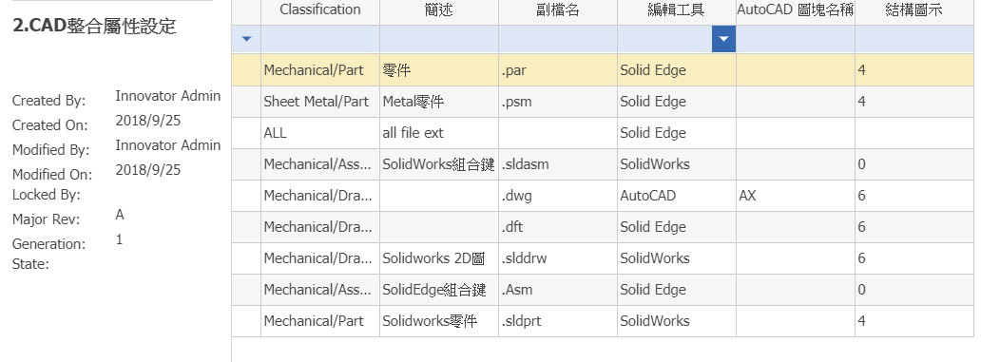 2.CAD整合屬性設定
Created By: Innovator Admin
Created On: 2018/9/25
Modified By: Innovator Admin
Modified On: 2018/9/25
Locked By:
Major Rev: A
Generation: 1
State:
Classification 簡述 副檔名 編輯工具 AutoCAD 圖塊名稱 結構圖示
Mechanical/Part 零件 .par Solid Edge 4
Sheet Metal/Part Metal零件 .psm Solid Edge 4
ALL all file ext Solid Edge
Mechanical/Ass... SolidWorks組合鍵 .sldasm SolidWorks 0
Mechanical/Dra... .dwg AutoCAD AX 6
Mechanical/Dra... .dft Solid Edge 6
Mechanical/Dra... Solidworks 2D圖 .slddrw SolidWorks 6
Mechanical/Ass... SolidEdge組合鍵 .Asm Solid Edge 0
Mechanical/Part Solidworks零件 .sldprt SolidWorks 4